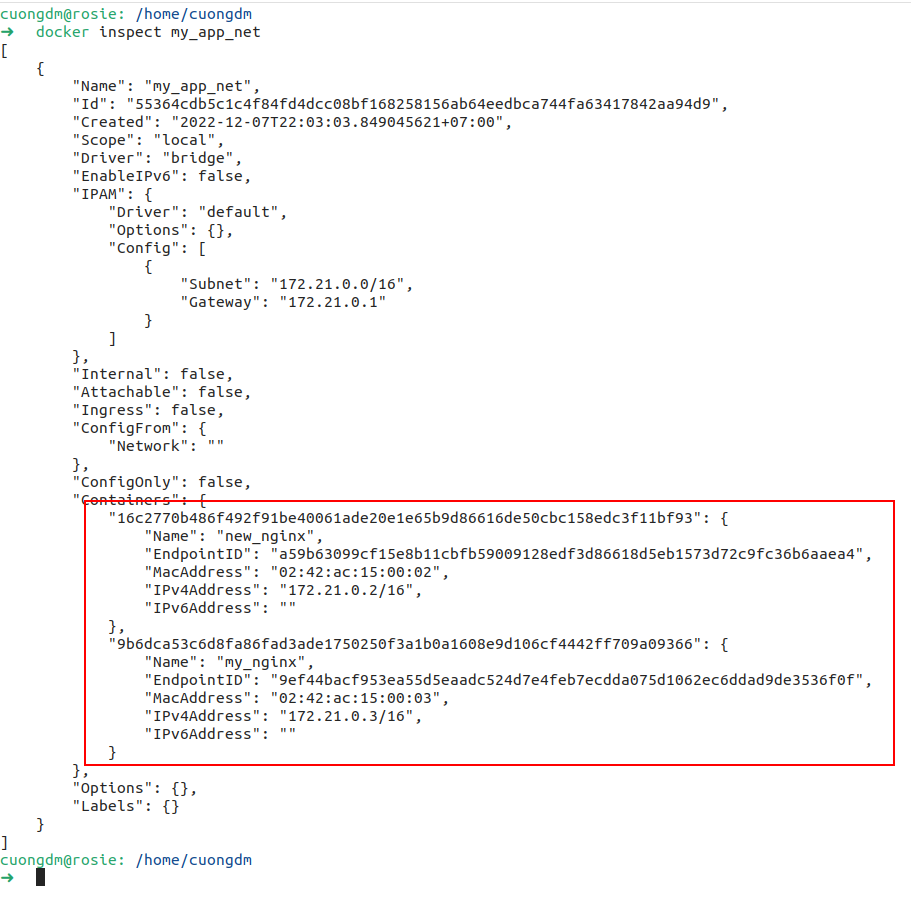 cuongdm@rosie: /home/cuongdm
➜  docker inspect my_app_net
[
    {
        "Name": "my_app_net",
        "Id": "55364cdb5c1c4f84fd4dcc08bf168258156ab64eedbca744fa63417842aa94d9",
        "Created": "2022-12-07T22:03:03.849045621+07:00",
        "Scope": "local",
        "Driver": "bridge",
        "EnableIPv6": false,
        "IPAM": {
            "Driver": "default",
            "Options": {},
            "Config": [
                {
                    "Subnet": "172.21.0.0/16",
                    "Gateway": "172.21.0.1"
                }
            ]
        },
        "Internal": false,
        "Attachable": false,
        "Ingress": false,
        "ConfigFrom": {
            "Network": ""
        },
        "ConfigOnly": false,
        "Containers": {
            "16c2770b486f492f91be40061ade20e1e65b9d86616de50cbc158edc3f11bf93": {
                "Name": "new_nginx",
                "EndpointID": "a59b63099cf15e8b11cbfb59009128edf3d86618d5eb1573d72c9fc36b6aaea4",
                "MacAddress": "02:42:ac:15:00:02",
                "IPv4Address": "172.21.0.2/16",
                "IPv6Address": ""
            },
            "9b6dca53c6d8fa86fad3ade1750250f3a1b0a1608e9d106cf4442ff709a09366": {
                "Name": "my_nginx",
                "EndpointID": "9ef44bacf953ea55d5eaadc524d7e4feb7ecdda075d1062ec6ddad9de3536f0f",
                "MacAddress": "02:42:ac:15:00:03",
                "IPv4Address": "172.21.0.3/16",
                "IPv6Address": ""
            }
        },
        "Options": {},
        "Labels": {}
    }
]
cuongdm@rosie: /home/cuongdm
➜